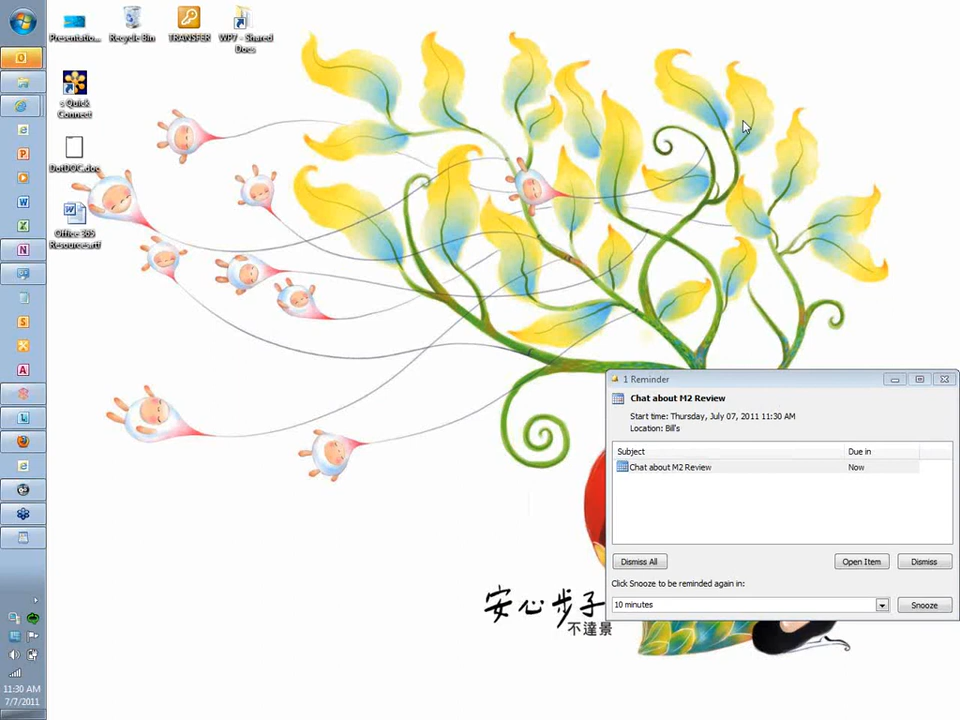 Presentatio...
Recycle Bin
TRANSFER
WP7 - Shared
Docs
s Quick
Connect
DotDOC.doc
Office 365
Resources.rtf
1 Reminder
Chat about M2 Review
Start time: Thursday, July 07, 2011 11:30 AM
Location: Bill's
Subject
Due in
Chat about M2 Review
Now
Dismiss All
Open Item
Dismiss
Click Snooze to be reminded again in:
10 minutes
Snooze
安心步子
不達景
11:30 AM
7/7/2011